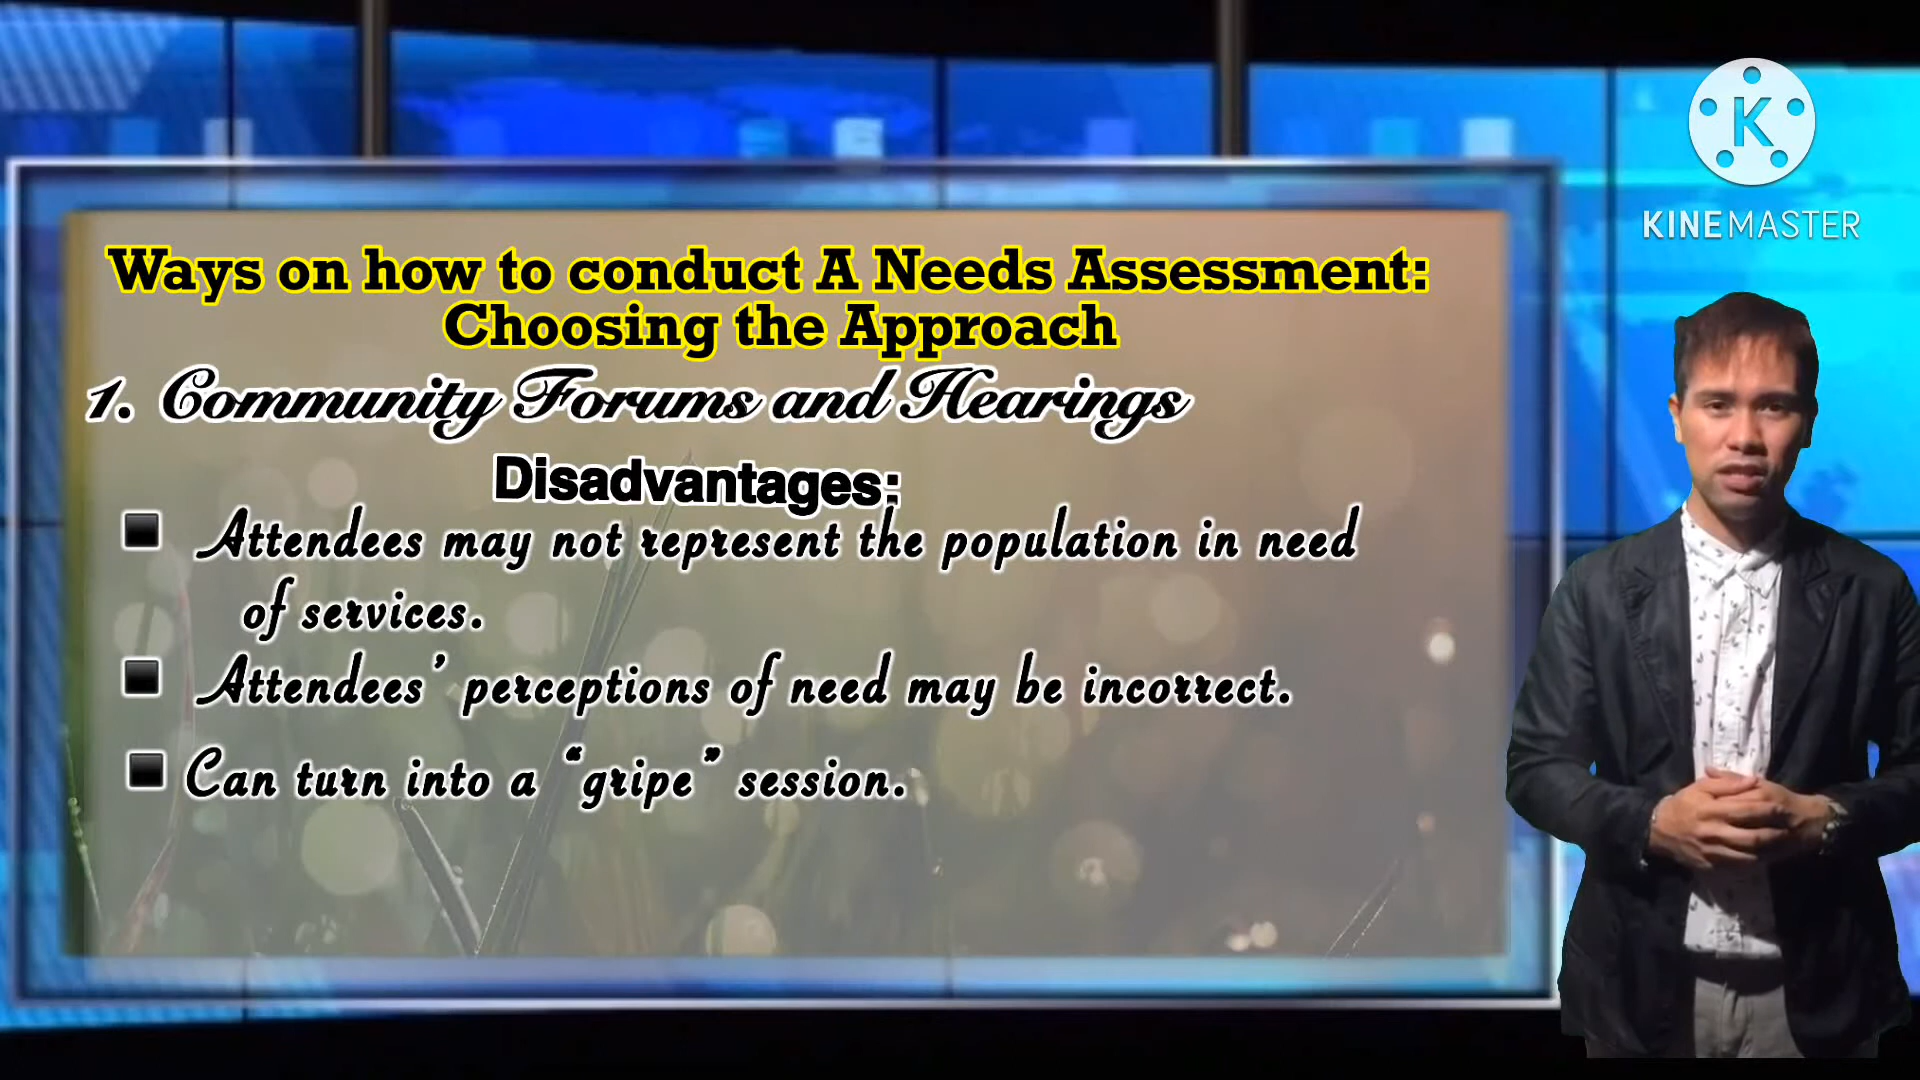 K
KINEMASTER
Ways on how to conduct A Needs Assessment:
Choosing the Approach
1. Community Forums and Hearings
Disadvantages:
Attendees may not represent the population in need
of services.
Attendees’ perceptions of need may be incorrect.
Can turn into a “gripe” session.